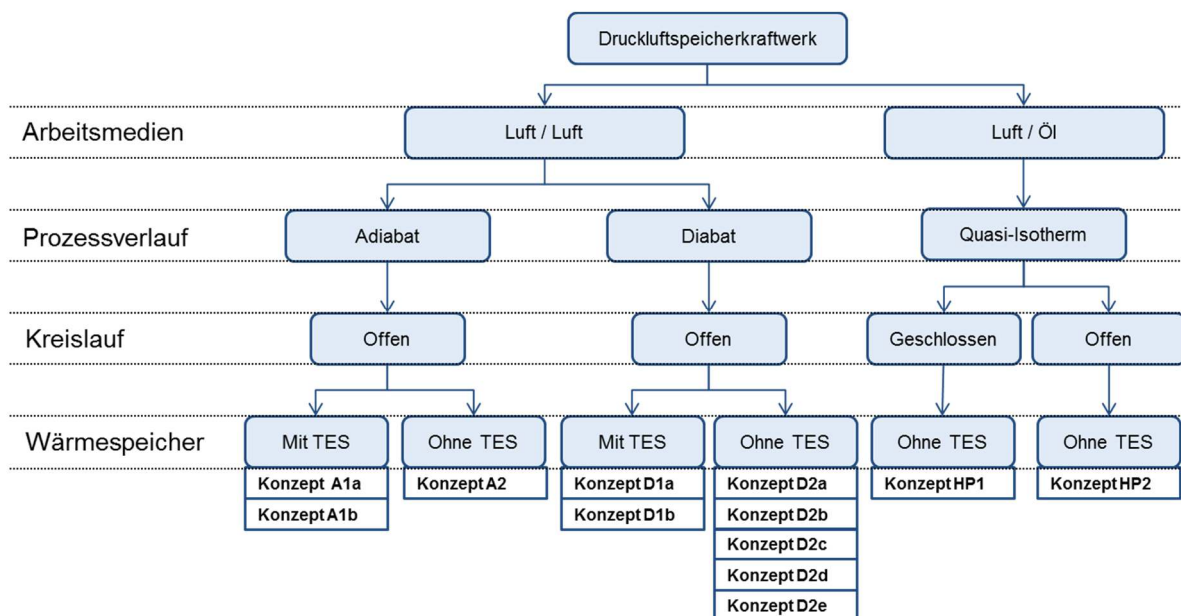 Druckluftspeicherkraftwerk
Arbeitsmedien
Luft / Luft
Luft / Öl
Prozessverlauf
Adiabat
Diabat
Quasi-Isotherm
Kreislauf
Offen
Offen
Geschlossen
Offen
Wärmespeicher
Mit TES
Ohne TES
Mit TES
Ohne TES
Ohne TES
Ohne TES
Konzept A1a
Konzept A2
Konzept D1a
Konzept D2a
Konzept HP1
Konzept HP2
Konzept A1b
Konzept D1b
Konzept D2b
Konzept D2c
Konzept D2d
Konzept D2e